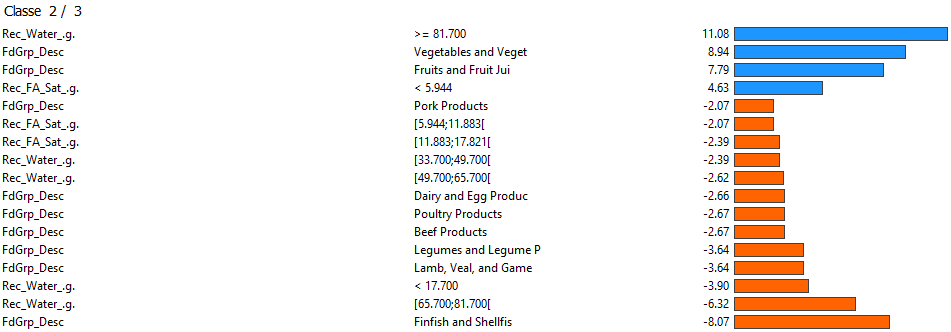 Classe 2 / 3
Rec_Water_.g. >= 81.700 11.08
FdGrp_Desc Vegetables and Veget 8.94
FdGrp_Desc Fruits and Fruit Jui 7.79
Rec_FA_Sat_.g. < 5.944 4.63
FdGrp_Desc Pork Products -2.07
Rec_FA_Sat_.g. [5.944;11.883[ -2.07
Rec_FA_Sat_.g. [11.883;17.821[ -2.39
Rec_Water_.g. [33.700;49.700[ -2.39
Rec_Water_.g. [49.700;65.700[ -2.62
FdGrp_Desc Dairy and Egg Produc -2.66
FdGrp_Desc Poultry Products -2.67
FdGrp_Desc Beef Products -2.67
FdGrp_Desc Legumes and Legume P -3.64
FdGrp_Desc Lamb, Veal, and Game -3.64
Rec_Water_.g. < 17.700 -3.90
Rec_Water_.g. [65.700;81.700[ -6.32
FdGrp_Desc Finfish and Shellfis -8.07